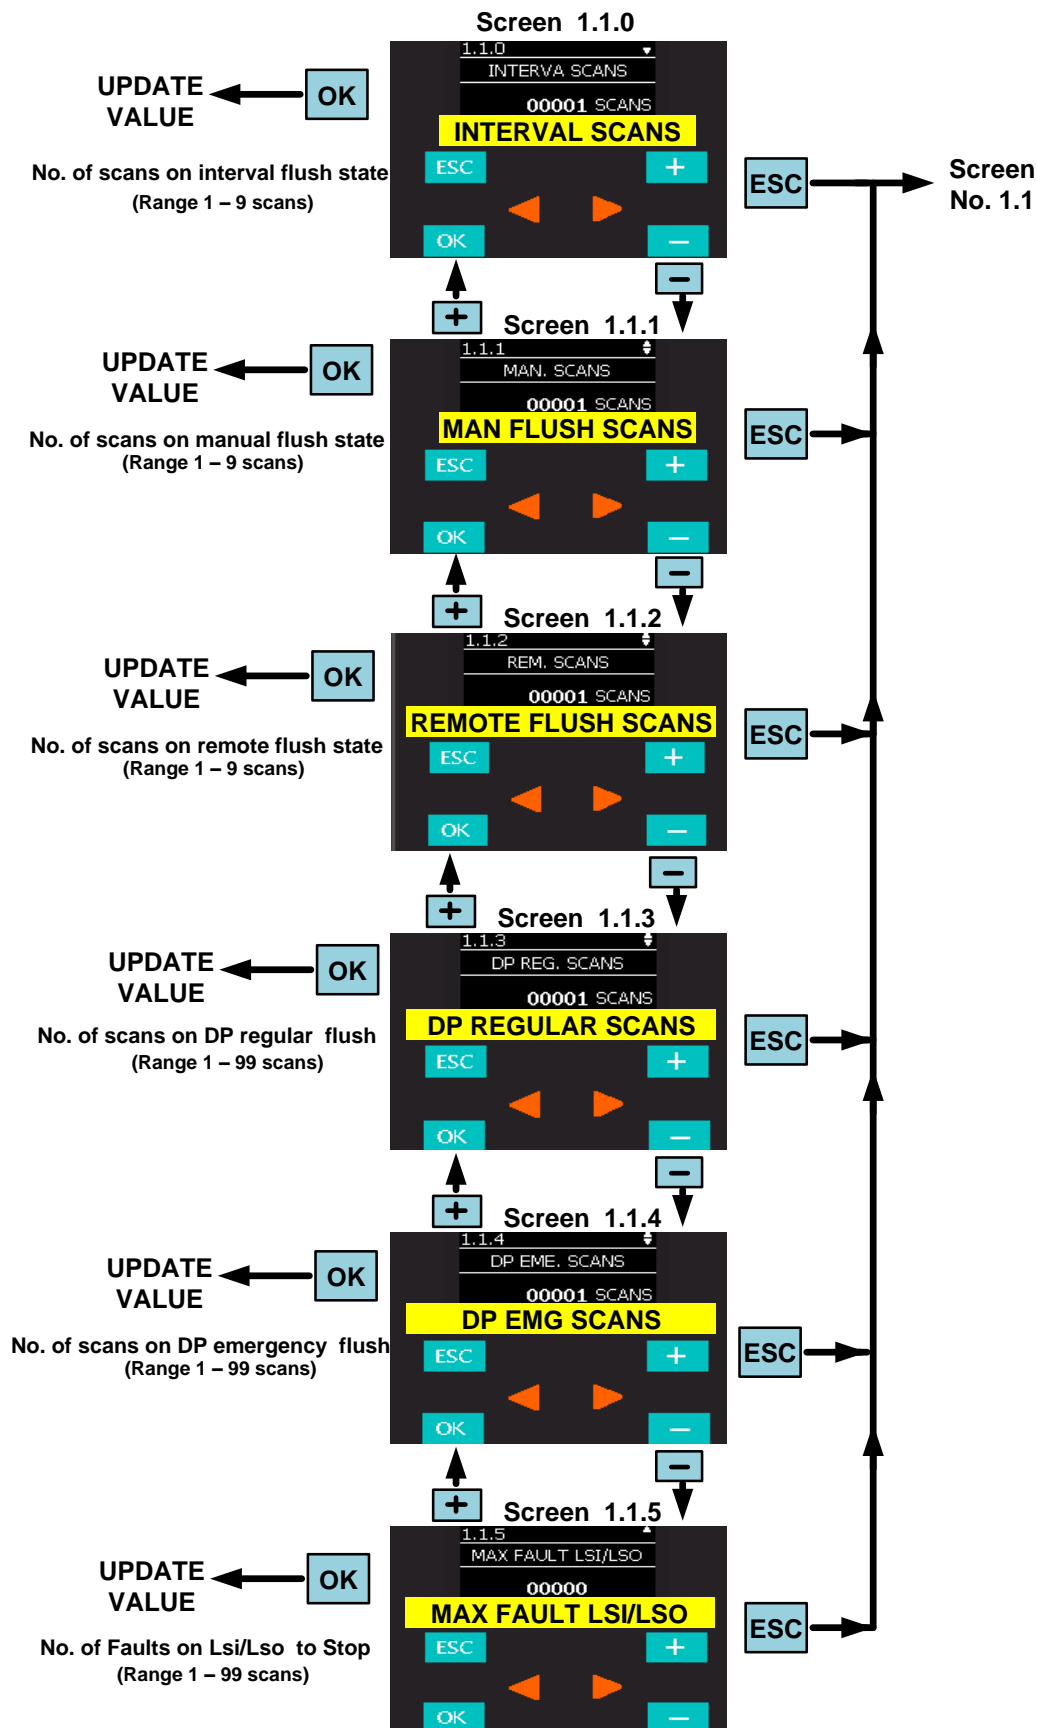 Screen 1.1.0
1.1.0
INTERVA SCANS
00001 SCANS
INTERVAL SCANS
ESC
+
OK
−
UPDATE
VALUE
OK
No. of scans on interval flush state
(Range 1 – 9 scans)
ESC
Screen
No. 1.1
−
+
Screen 1.1.1
1.1.1
MAN. SCANS
00001 SCANS
MAN FLUSH SCANS
ESC
+
OK
−
UPDATE
VALUE
OK
No. of scans on manual flush state
(Range 1 – 9 scans)
ESC
−
+
Screen 1.1.2
1.1.2
REM. SCANS
00001 SCANS
REMOTE FLUSH SCANS
ESC
+
OK
−
UPDATE
VALUE
OK
No. of scans on remote flush state
(Range 1 – 9 scans)
ESC
−
+
Screen 1.1.3
1.1.3
DP REG. SCANS
00001 SCANS
DP REGULAR SCANS
ESC
+
OK
−
UPDATE
VALUE
OK
No. of scans on DP regular flush
(Range 1 – 99 scans)
ESC
−
+
Screen 1.1.4
1.1.4
DP EME. SCANS
00001 SCANS
DP EMG SCANS
ESC
+
OK
−
UPDATE
VALUE
OK
No. of scans on DP emergency flush
(Range 1 – 99 scans)
ESC
−
+
Screen 1.1.5
1.1.5
MAX FAULT LSI/LSO
00000
MAX FAULT LSI/LSO
ESC
+
OK
−
UPDATE
VALUE
OK
No. of Faults on Lsi/Lso to Stop
(Range 1 – 99 scans)
ESC